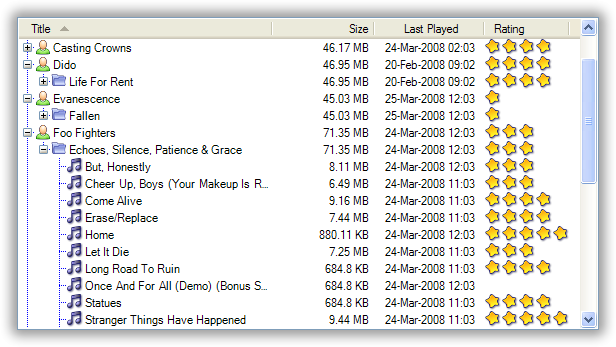 Title Size Last Played Rating
Casting Crowns 46.17 MB 24-Mar-2008 02:03
Dido 46.95 MB 20-Feb-2008 09:02
Life For Rent 46.95 MB 20-Feb-2008 09:02
Evanescence 45.03 MB 25-Mar-2008 12:03
Fallen 45.03 MB 25-Mar-2008 12:03
Foo Fighters 71.35 MB 24-Mar-2008 12:03
Echoes, Silence, Patience & Grace 71.35 MB 24-Mar-2008 12:03
But, Honestly 8.11 MB 24-Mar-2008 12:03
Cheer Up, Boys (Your Makeup Is R... 6.49 MB 24-Mar-2008 11:03
Come Alive 9.16 MB 24-Mar-2008 11:03
Erase/Replace 7.44 MB 24-Mar-2008 11:03
Home 880.11 KB 24-Mar-2008 12:03
Let It Die 7.25 MB 24-Mar-2008 11:03
Long Road To Ruin 684.8 KB 24-Mar-2008 11:03
Once And For All (Demo) (Bonus S... 684.8 KB 24-Mar-2008 12:03
Statues 684.8 KB 24-Mar-2008 11:03
Stranger Things Have Happened 9.44 MB 24-Mar-2008 11:03